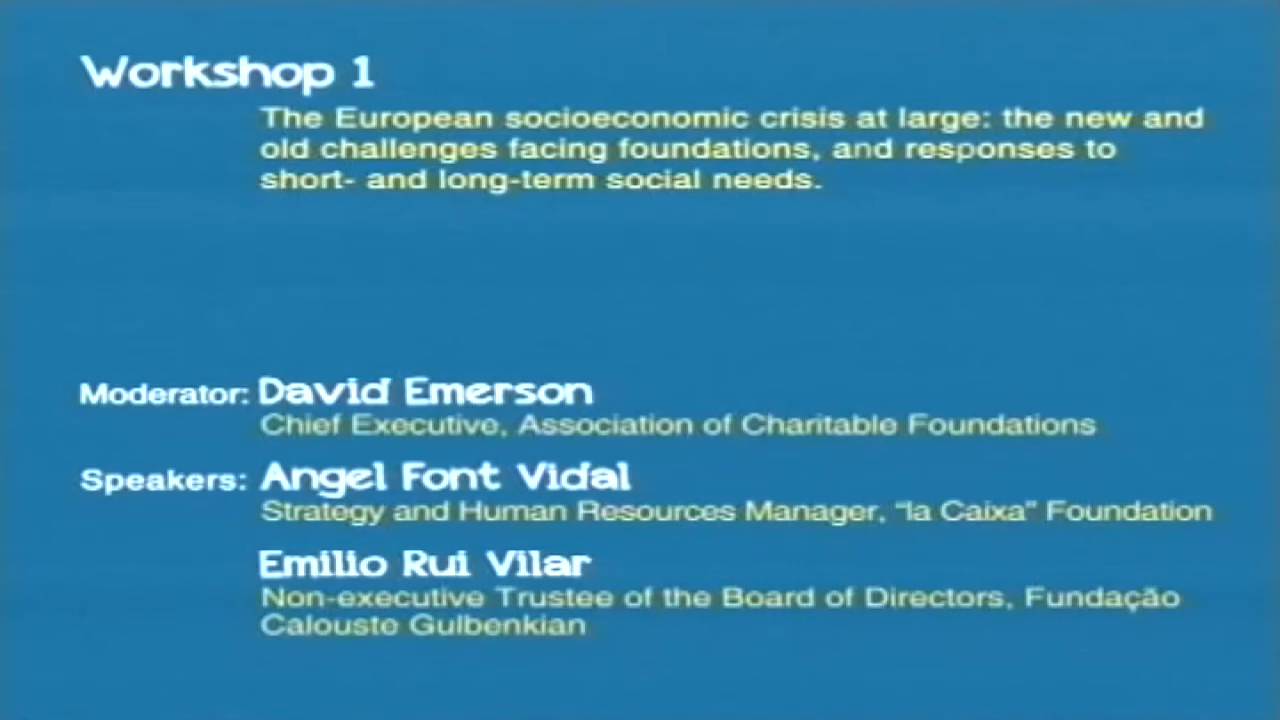 Workshop 1
The European socioeconomic crisis at large: the new and
old challenges facing foundations, and responses to
short- and long-term social needs.
Moderator: David Emerson
Chief Executive, Association of Charitable Foundations
Speakers: Angel Font Vidal
Strategy and Human Resources Manager, "la Caixa" Foundation
Emilio Rui Vilar
Non-executive Trustee of the Board of Directors, Fundação
Calouste Gulbenkian